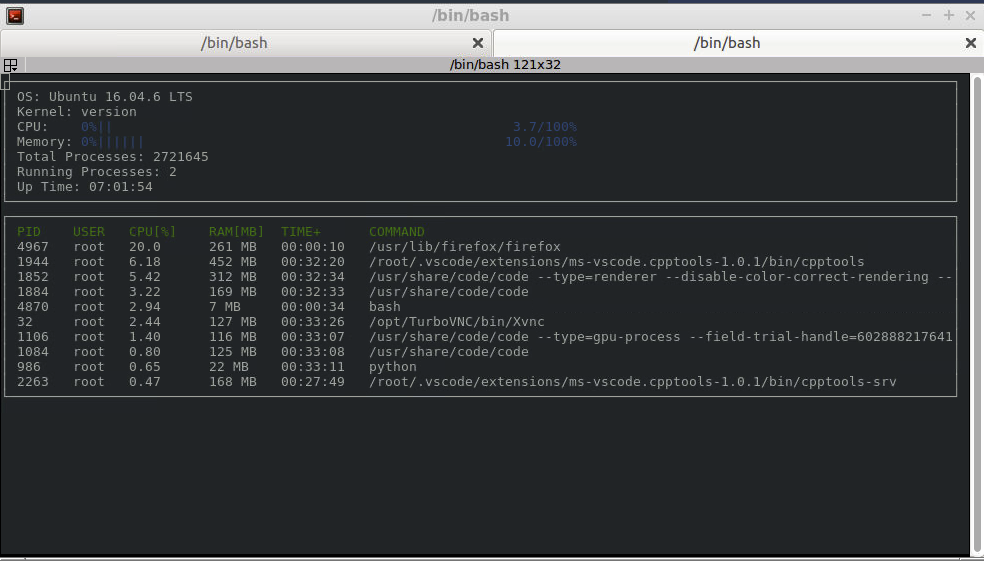 /bin/bash
/bin/bash
/bin/bash
/bin/bash 121x32
OS: Ubuntu 16.04.6 LTS
Kernel: version
CPU: 0%|| 3.7/100%
Memory: 0%|||||| 10.0/100%
Total Processes: 2721645
Running Processes: 2
Up Time: 07:01:54
PID USER CPU[%] RAM[MB] TIME+ COMMAND
4967 root 20.0 261 MB 00:00:10 /usr/lib/firefox/firefox
1944 root 6.18 452 MB 00:32:20 /root/.vscode/extensions/ms-vscode.cpptools-1.0.1/bin/cpptools
1852 root 5.42 312 MB 00:32:34 /usr/share/code/code --type=renderer --disable-color-correct-rendering --
1884 root 3.22 169 MB 00:32:33 /usr/share/code/code
4870 root 2.94 7 MB 00:00:34 bash
32 root 2.44 127 MB 00:33:26 /opt/TurboVNC/bin/Xvnc
1106 root 1.40 116 MB 00:33:07 /usr/share/code/code --type=gpu-process --field-trial-handle=602888217641
1084 root 0.80 125 MB 00:33:08 /usr/share/code/code
986 root 0.65 22 MB 00:33:11 python
2263 root 0.47 168 MB 00:27:49 /root/.vscode/extensions/ms-vscode.cpptools-1.0.1/bin/cpptools-srv